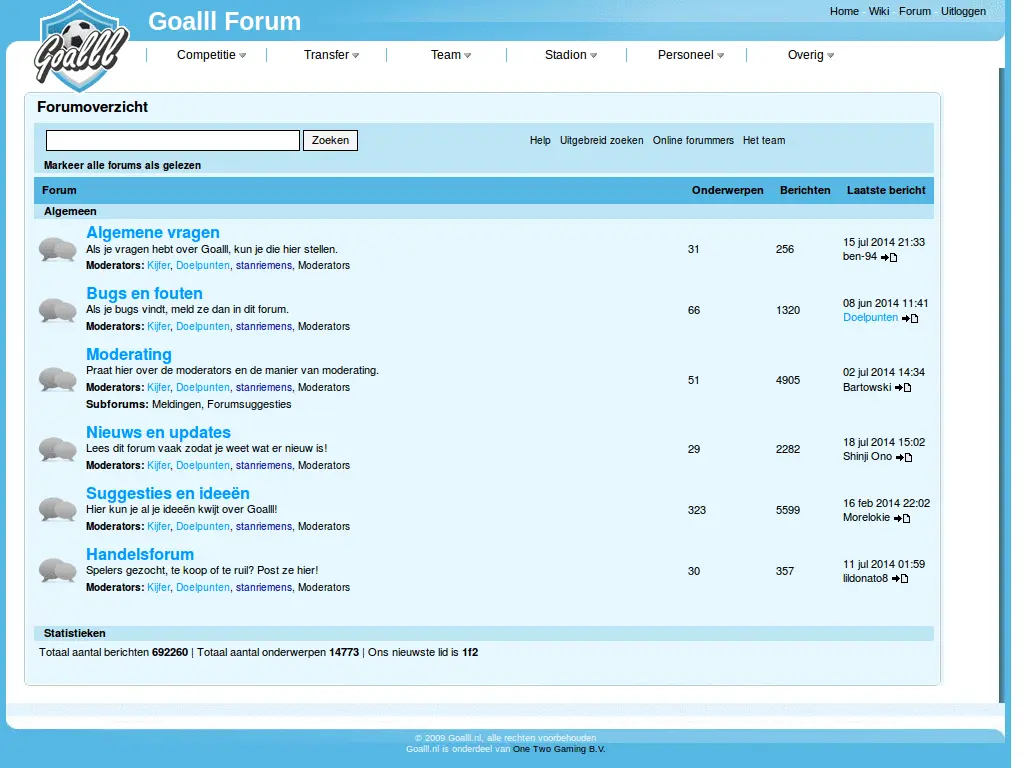 Goalll Forum
Home Wiki Forum Uitloggen
Goalll
Competitie Transfer Team Stadion Personeel Overig
Forumoverzicht
Zoeken Help Uitgebreid zoeken Online forummers Het team
Markeer alle forums als gelezen
Forum Onderwerpen Berichten Laatste bericht
Algemeen
Algemene vragen
Als je vragen hebt over Goalll, kun je die hier stellen.
Moderators: Kijfer, Doelpunten, stanriemens, Moderators
31 256
15 jul 2014 21:33
ben-94
Bugs en fouten
Als je bugs vindt, meld ze dan in dit forum.
Moderators: Kijfer, Doelpunten, stanriemens, Moderators
66 1320
08 jun 2014 11:41
Doelpunten
Moderating
Praat hier over de moderators en de manier van moderating.
Moderators: Kijfer, Doelpunten, stanriemens, Moderators
Subforums: Meldingen, Forumsuggesties
51 4905
02 jul 2014 14:34
Bartowski
Nieuws en updates
Lees dit forum vaak zodat je weet wat er nieuw is!
Moderators: Kijfer, Doelpunten, stanriemens, Moderators
29 2282
18 jul 2014 15:02
Shinji Ono
Suggesties en ideeën
Hier kun je al je ideeën kwijt over Goalll!
Moderators: Kijfer, Doelpunten, stanriemens, Moderators
323 5599
16 feb 2014 22:02
Morelokie
Handelsforum
Spelers gezocht, te koop of te ruil? Post ze hier!
Moderators: Kijfer, Doelpunten, stanriemens, Moderators
30 357
11 jul 2014 01:59
lildonato8
Statistieken
Totaal aantal berichten 692260 | Totaal aantal onderwerpen 14773 | Ons nieuwste lid is 1f2
© 2009 Goalll.nl, alle rechten voorbehouden
Goalll.nl is onderdeel van One Two Gaming B.V.